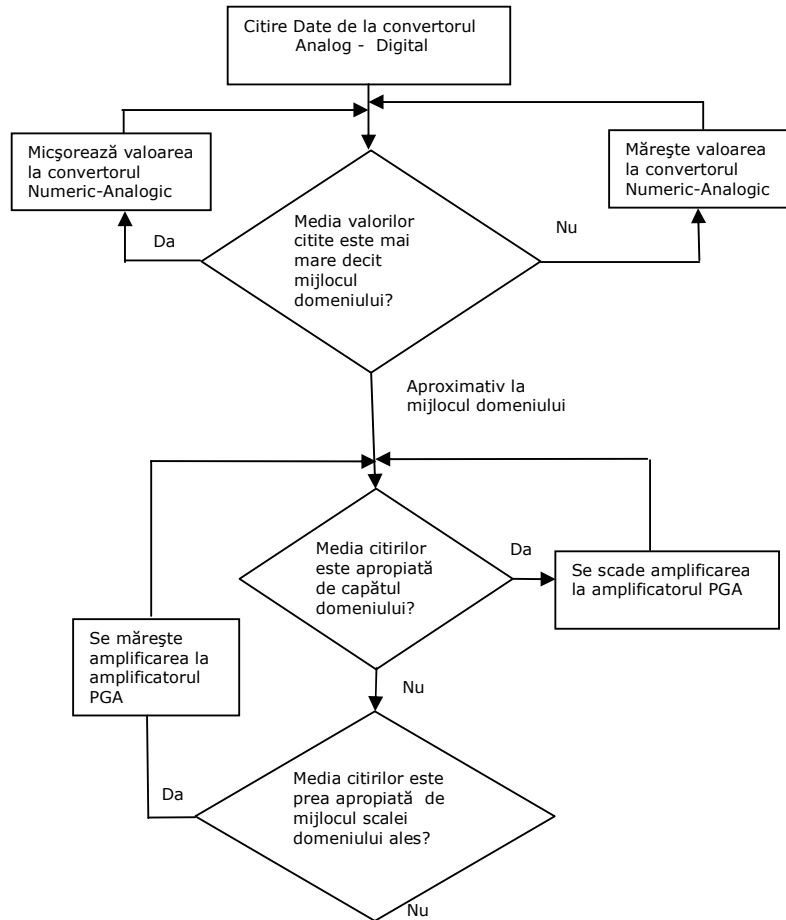 Citire Date de la convertorul
Analog - Digital
Micşorează valoarea
la convertorul
Numeric-Analogic
Măreşte valoarea
la convertorul
Numeric-Analogic
Media valorilor
citite este mai
mare decit
mijlocul
domeniului?
Da
Nu
Aproximativ la
mijlocul domeniului
Media citirilor
este apropiată
de capătul
domeniului?
Da
Se scade amplificarea
la amplificatorul PGA
Se măreşte
amplificarea la
amplificatorul
PGA
Nu
Media citirilor este
prea apropiată de
mijlocul scalei
domeniului ales?
Da
Nu